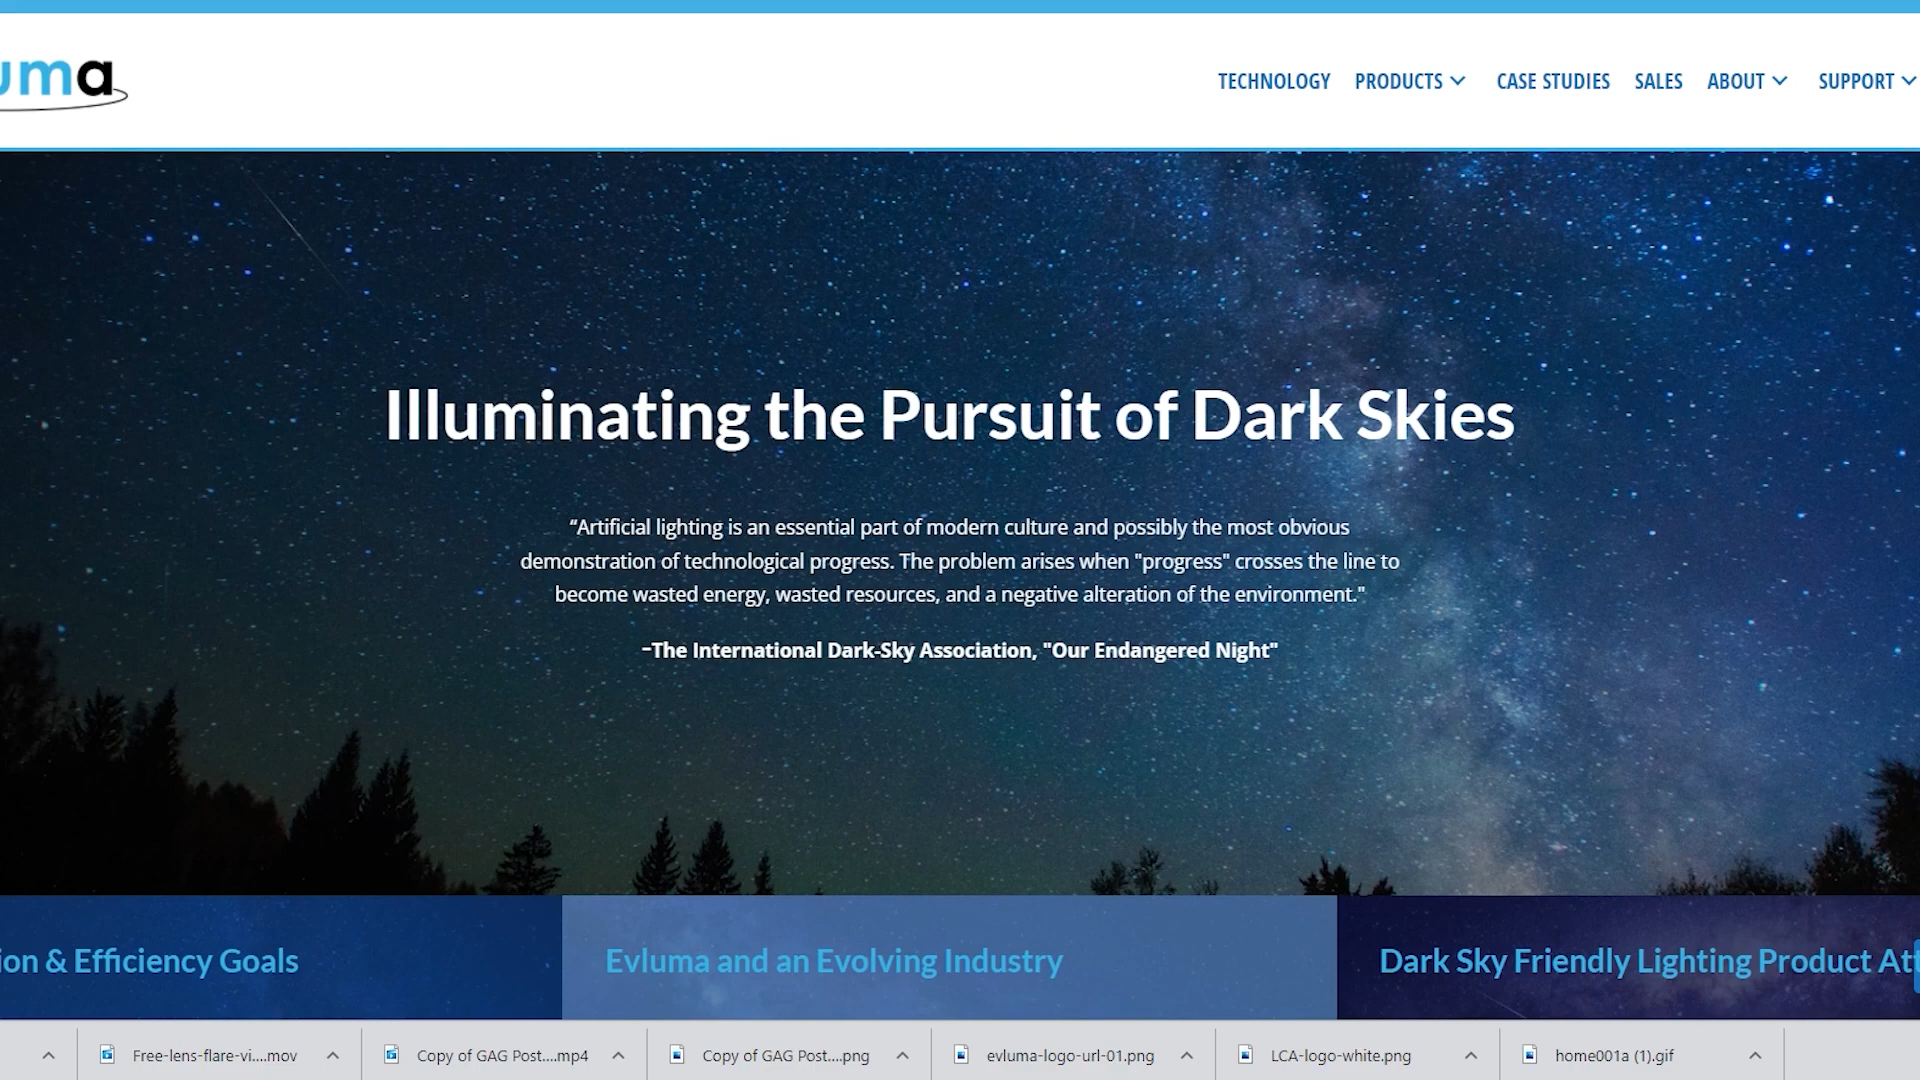 uma
TECHNOLOGY PRODUCTS CASE STUDIES SALES ABOUT SUPPORT
Illuminating the Pursuit of Dark Skies
“Artificial lighting is an essential part of modern culture and possibly the most obvious
demonstration of technological progress. The problem arises when "progress" crosses the line to
become wasted energy, wasted resources, and a negative alteration of the environment."
–The International Dark-Sky Association, "Our Endangered Night"
ion & Efficiency Goals
Evluma and an Evolving Industry
Dark Sky Friendly Lighting Product Att
Free-lens-flare-vi....mov
Copy of GAG Post....mp4
Copy of GAG Post....png
evluma-logo-url-01.png
LCA-logo-white.png
home001a (1).gif